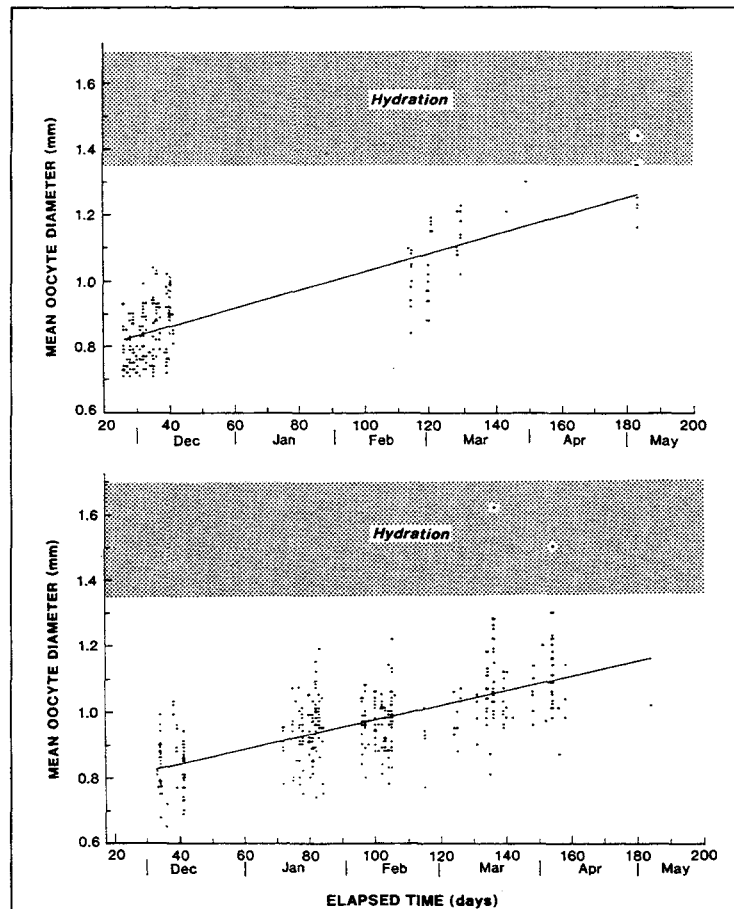 1.6
Hydration
1.4
1.2
1.0
0.8
0.6
MEAN OOCYTE DIAMETER (mm)
20 40 60 80 100 120 140 160 180 200
| Dec | Jan | Feb | Mar | Apr | May
1.6
Hydration
1.4
1.2
1.0
0.8
0.6
MEAN OOCYTE DIAMETER (mm)
20 40 60 80 100 120 140 160 180 200
| Dec | Jan | Feb | Mar | Apr | May
ELAPSED TIME (days)